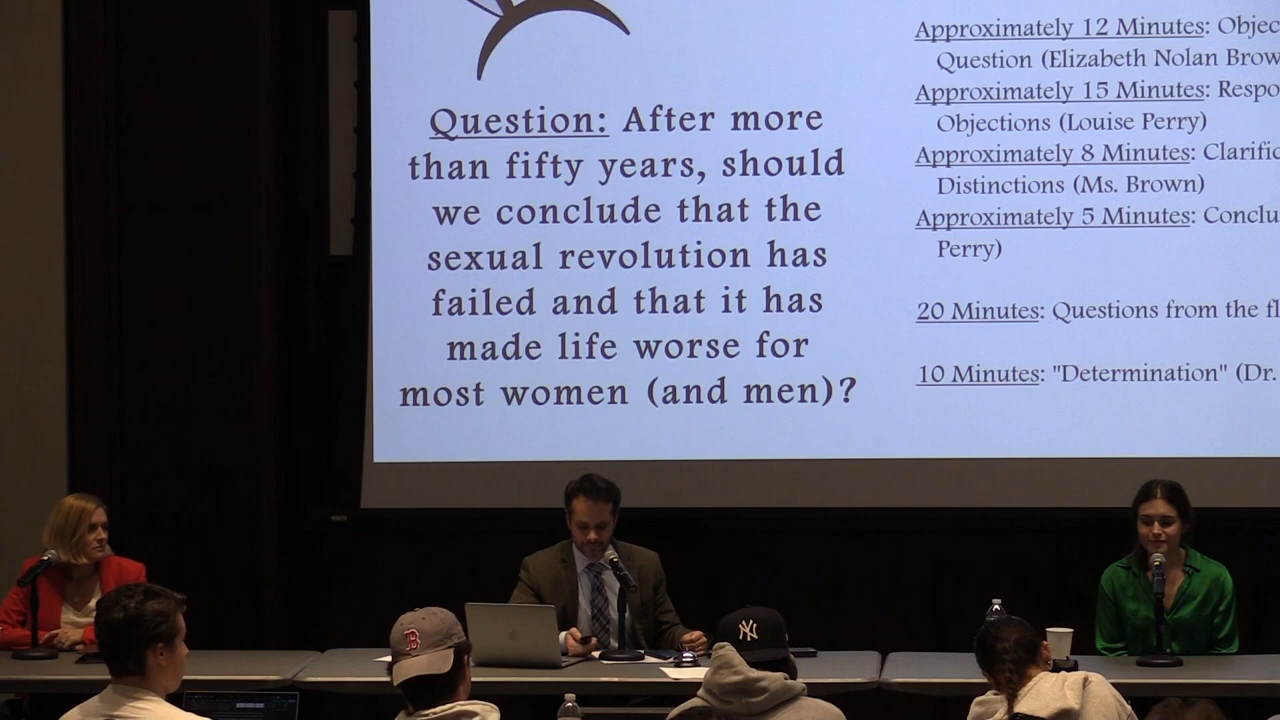 Question: After more
than fifty years, should
we conclude that the
sexual revolution has
failed and that it has
made life worse for
most women (and men)?
Approximately 12 Minutes: Objec
Question (Elizabeth Nolan Brow
Approximately 15 Minutes: Respo
Objections (Louise Perry)
Approximately 8 Minutes: Clarific
Distinctions (Ms. Brown)
Approximately 5 Minutes: Conclu
Perry)
20 Minutes: Questions from the fl
10 Minutes: "Determination" (Dr.
B
NY